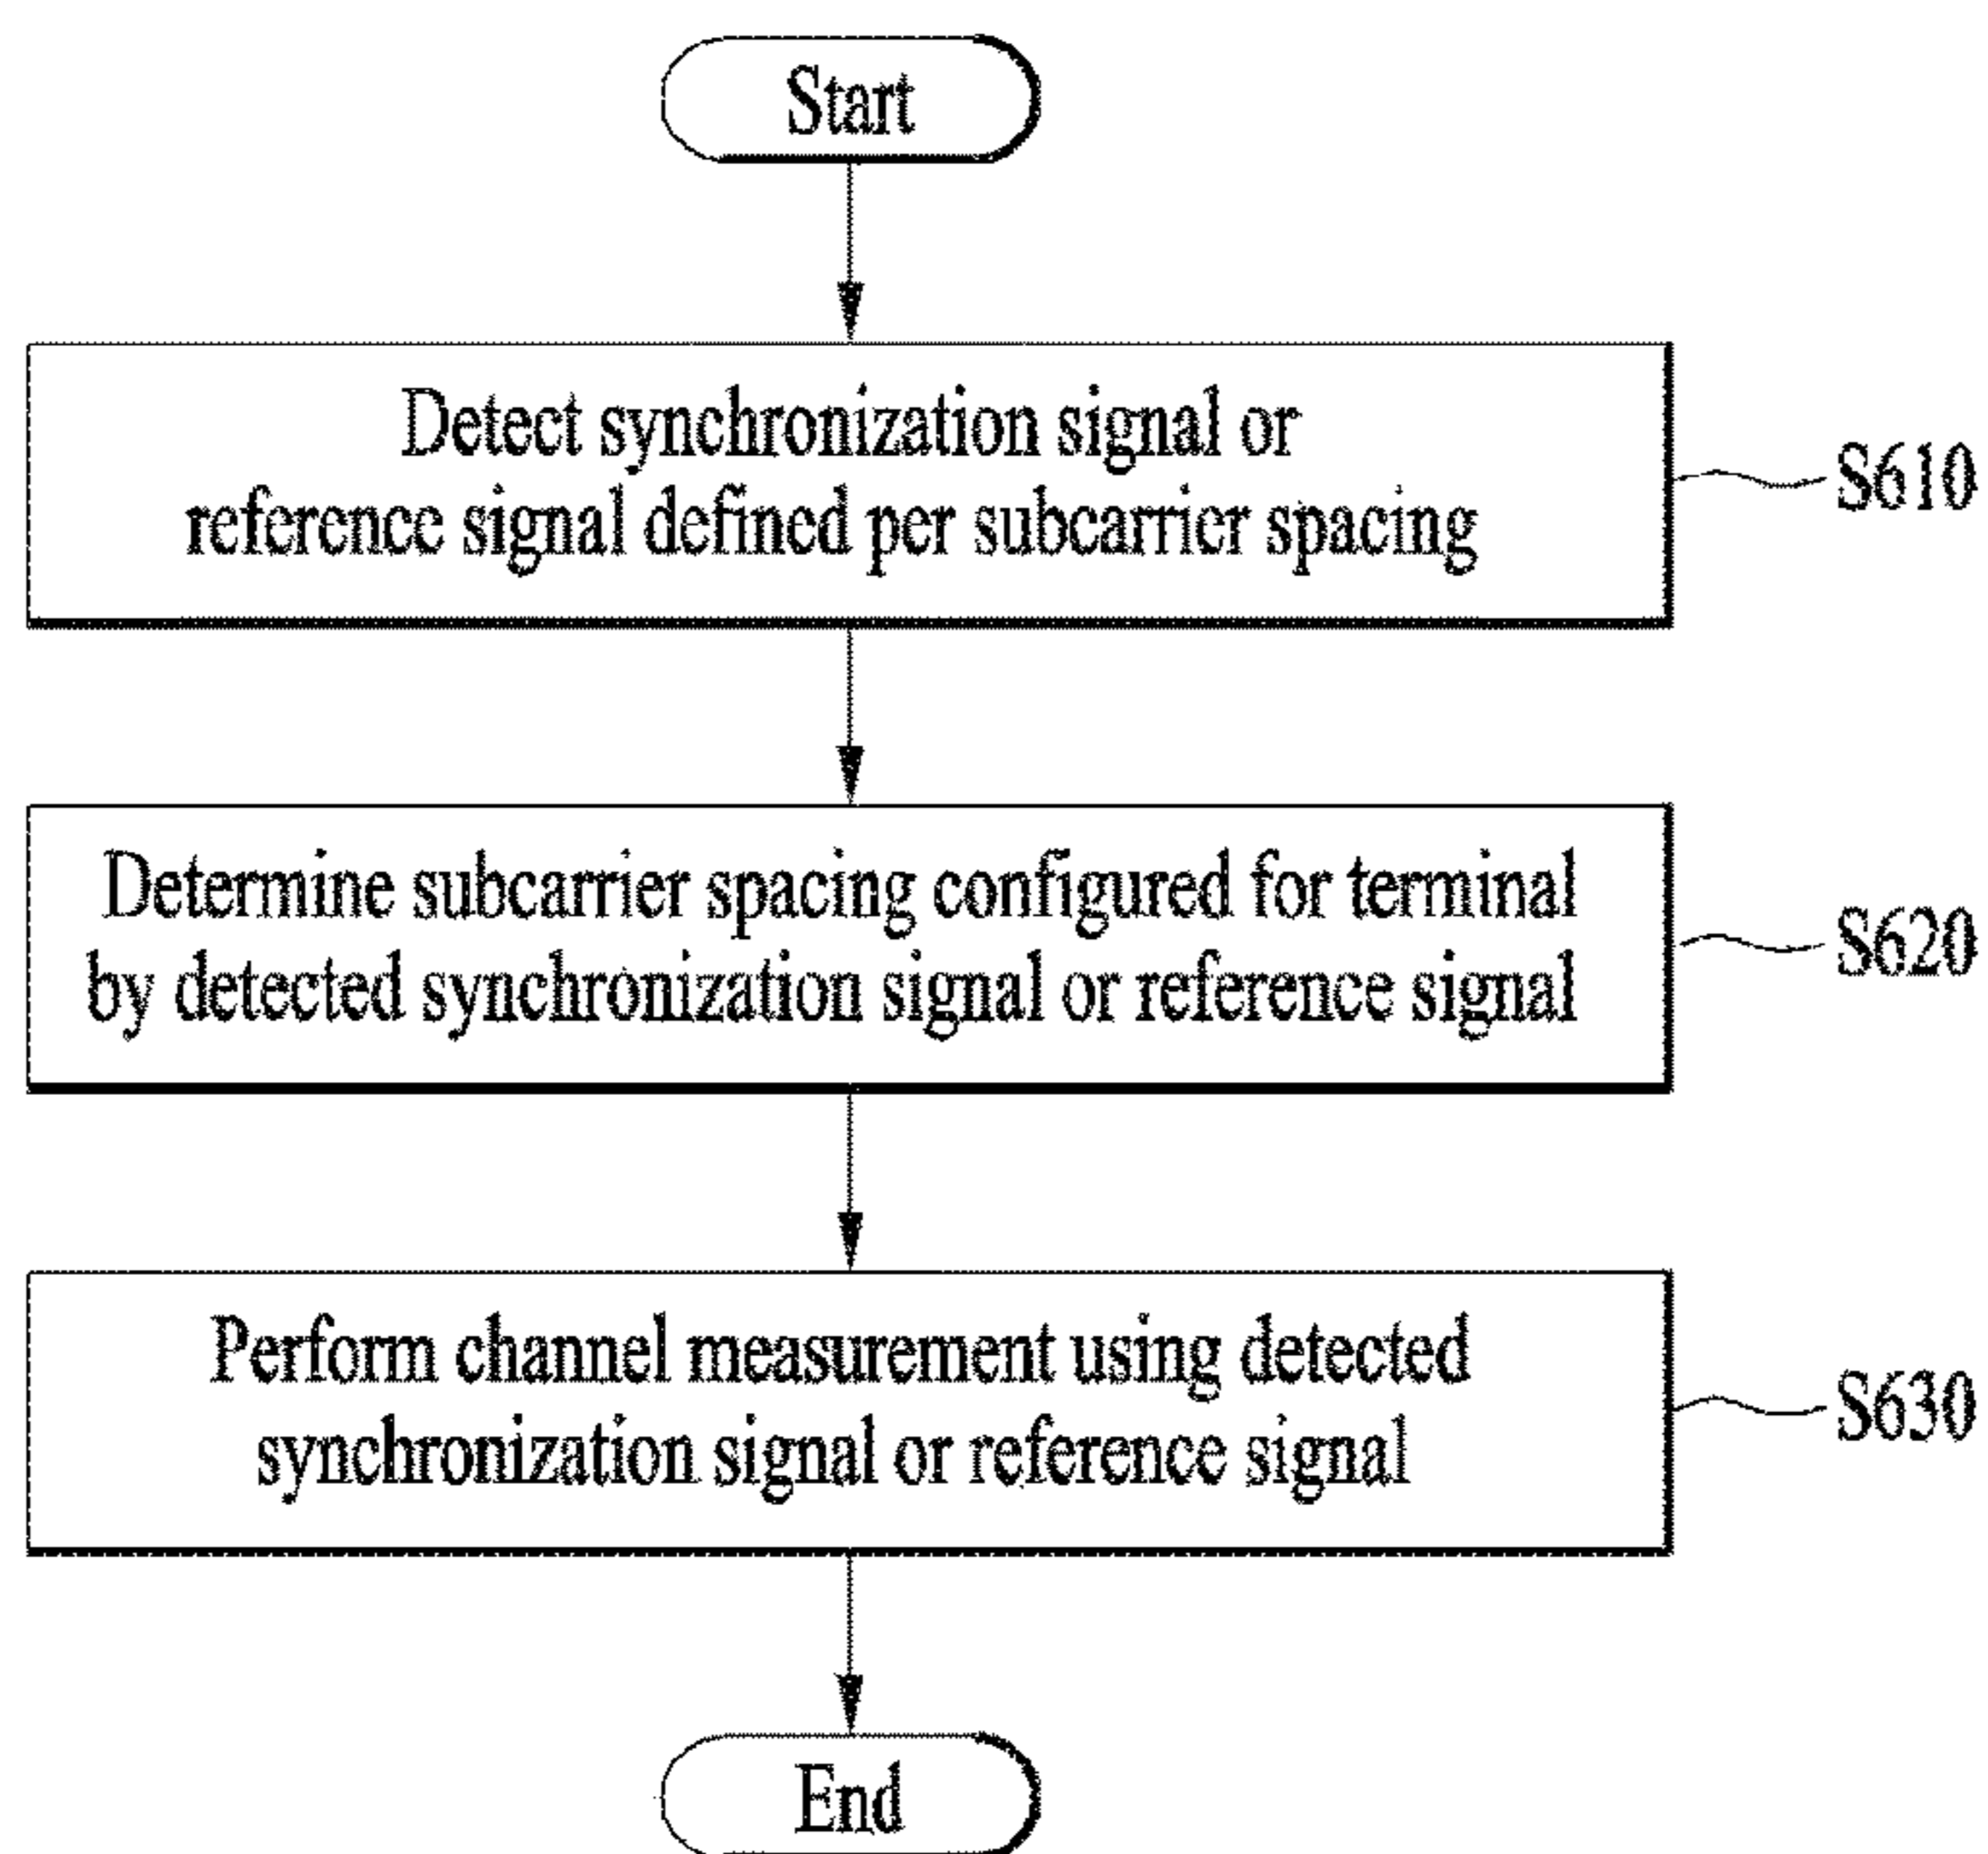 Start
Detect synchronization signal or
reference signal defined per subcarrier spacing
S610
Determine subcarrier spacing configured for terminal
by detected synchronization signal or reference signal
S620
Perform channel measurement using detected
synchronization signal or reference signal
S630
End